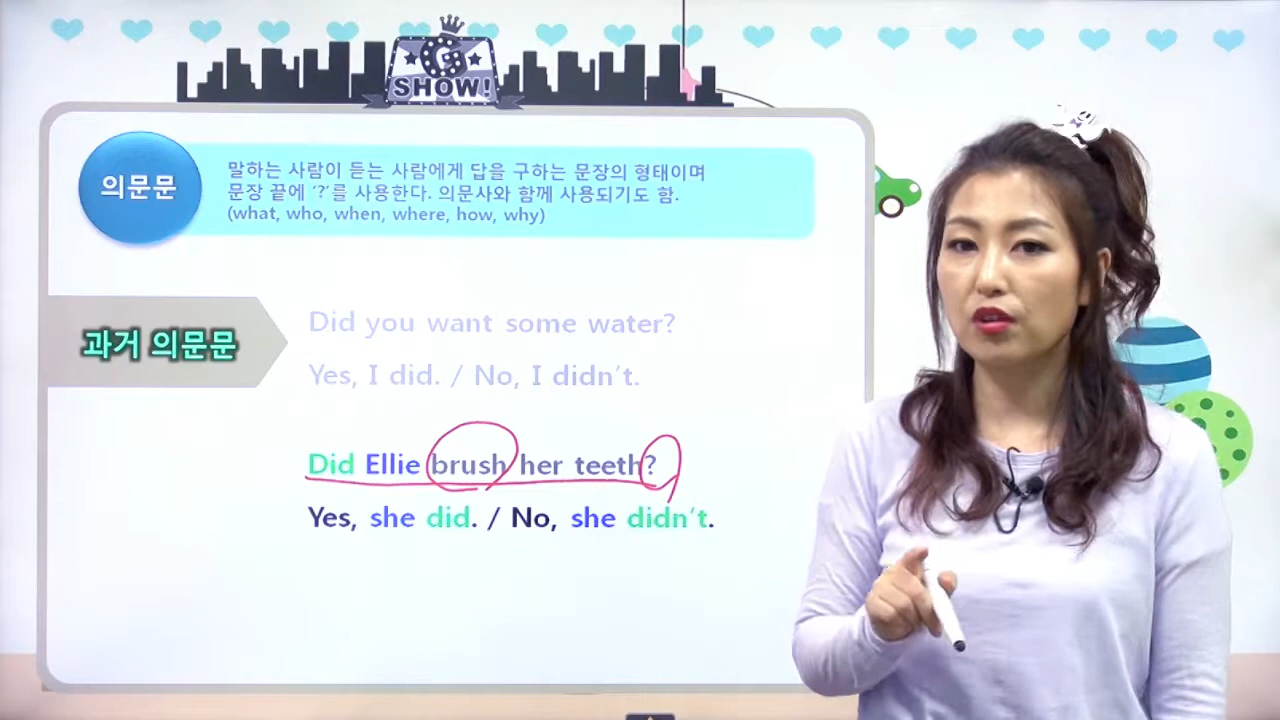 G
SHOW!
의문문
말하는 사람이 듣는 사람에게 답을 구하는 문장의 형태이며
문장 끝에 '?'를 사용한다. 의문사와 함께 사용되기도 함.
(what, who, when, where, how, why)
과거 의문문
Did you want some water?
Yes, I did. / No, I didn't.
Did Ellie brush her teeth?
Yes, she did. / No, she didn't.